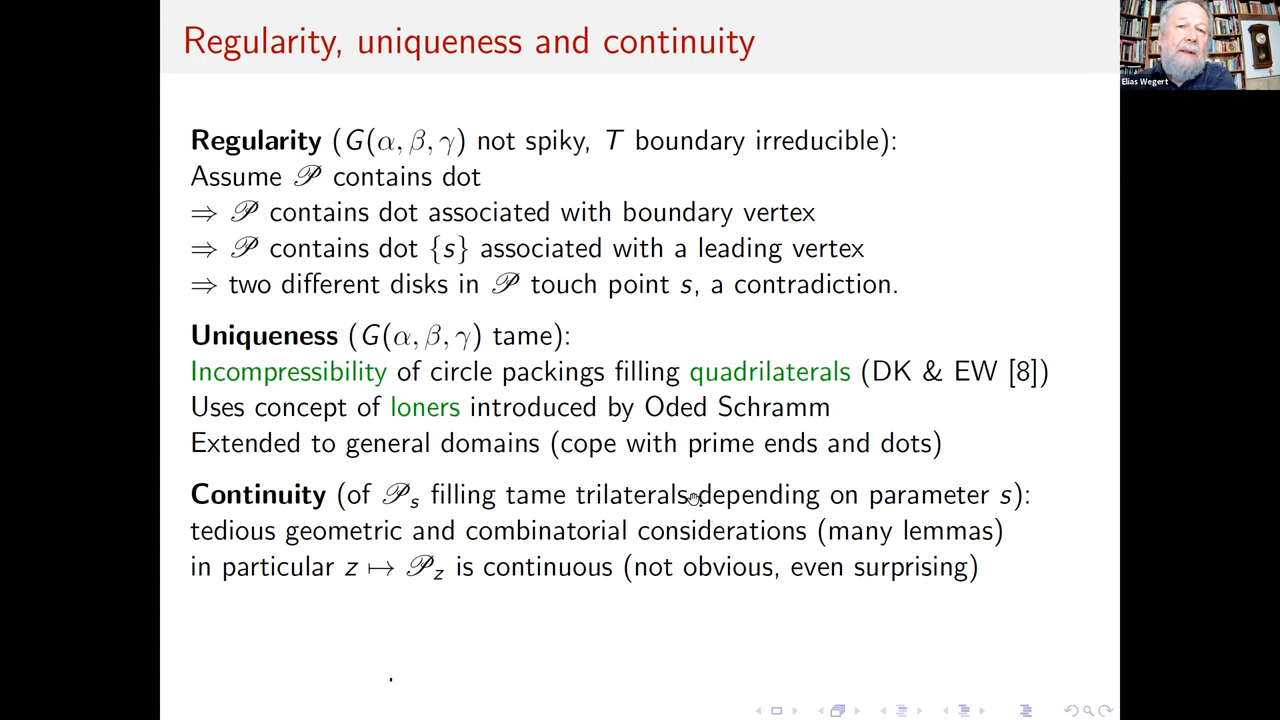 Regularity, uniqueness and continuity
Elias Wegert
Regularity (G(α, β, γ) not spiky, T boundary irreducible):
Assume 𝒫 contains dot
⇒ 𝒫 contains dot associated with boundary vertex
⇒ 𝒫 contains dot {s} associated with a leading vertex
⇒ two different disks in 𝒫 touch point s, a contradiction.
Uniqueness (G(α, β, γ) tame):
Incompressibility of circle packings filling quadrilaterals (DK & EW [8])
Uses concept of loners introduced by Oded Schramm
Extended to general domains (cope with prime ends and dots)
Continuity (of 𝒫ₛ filling tame trilaterals depending on parameter s):
tedious geometric and combinatorial considerations (many lemmas)
in particular z ↦ 𝒫_z is continuous (not obvious, even surprising)